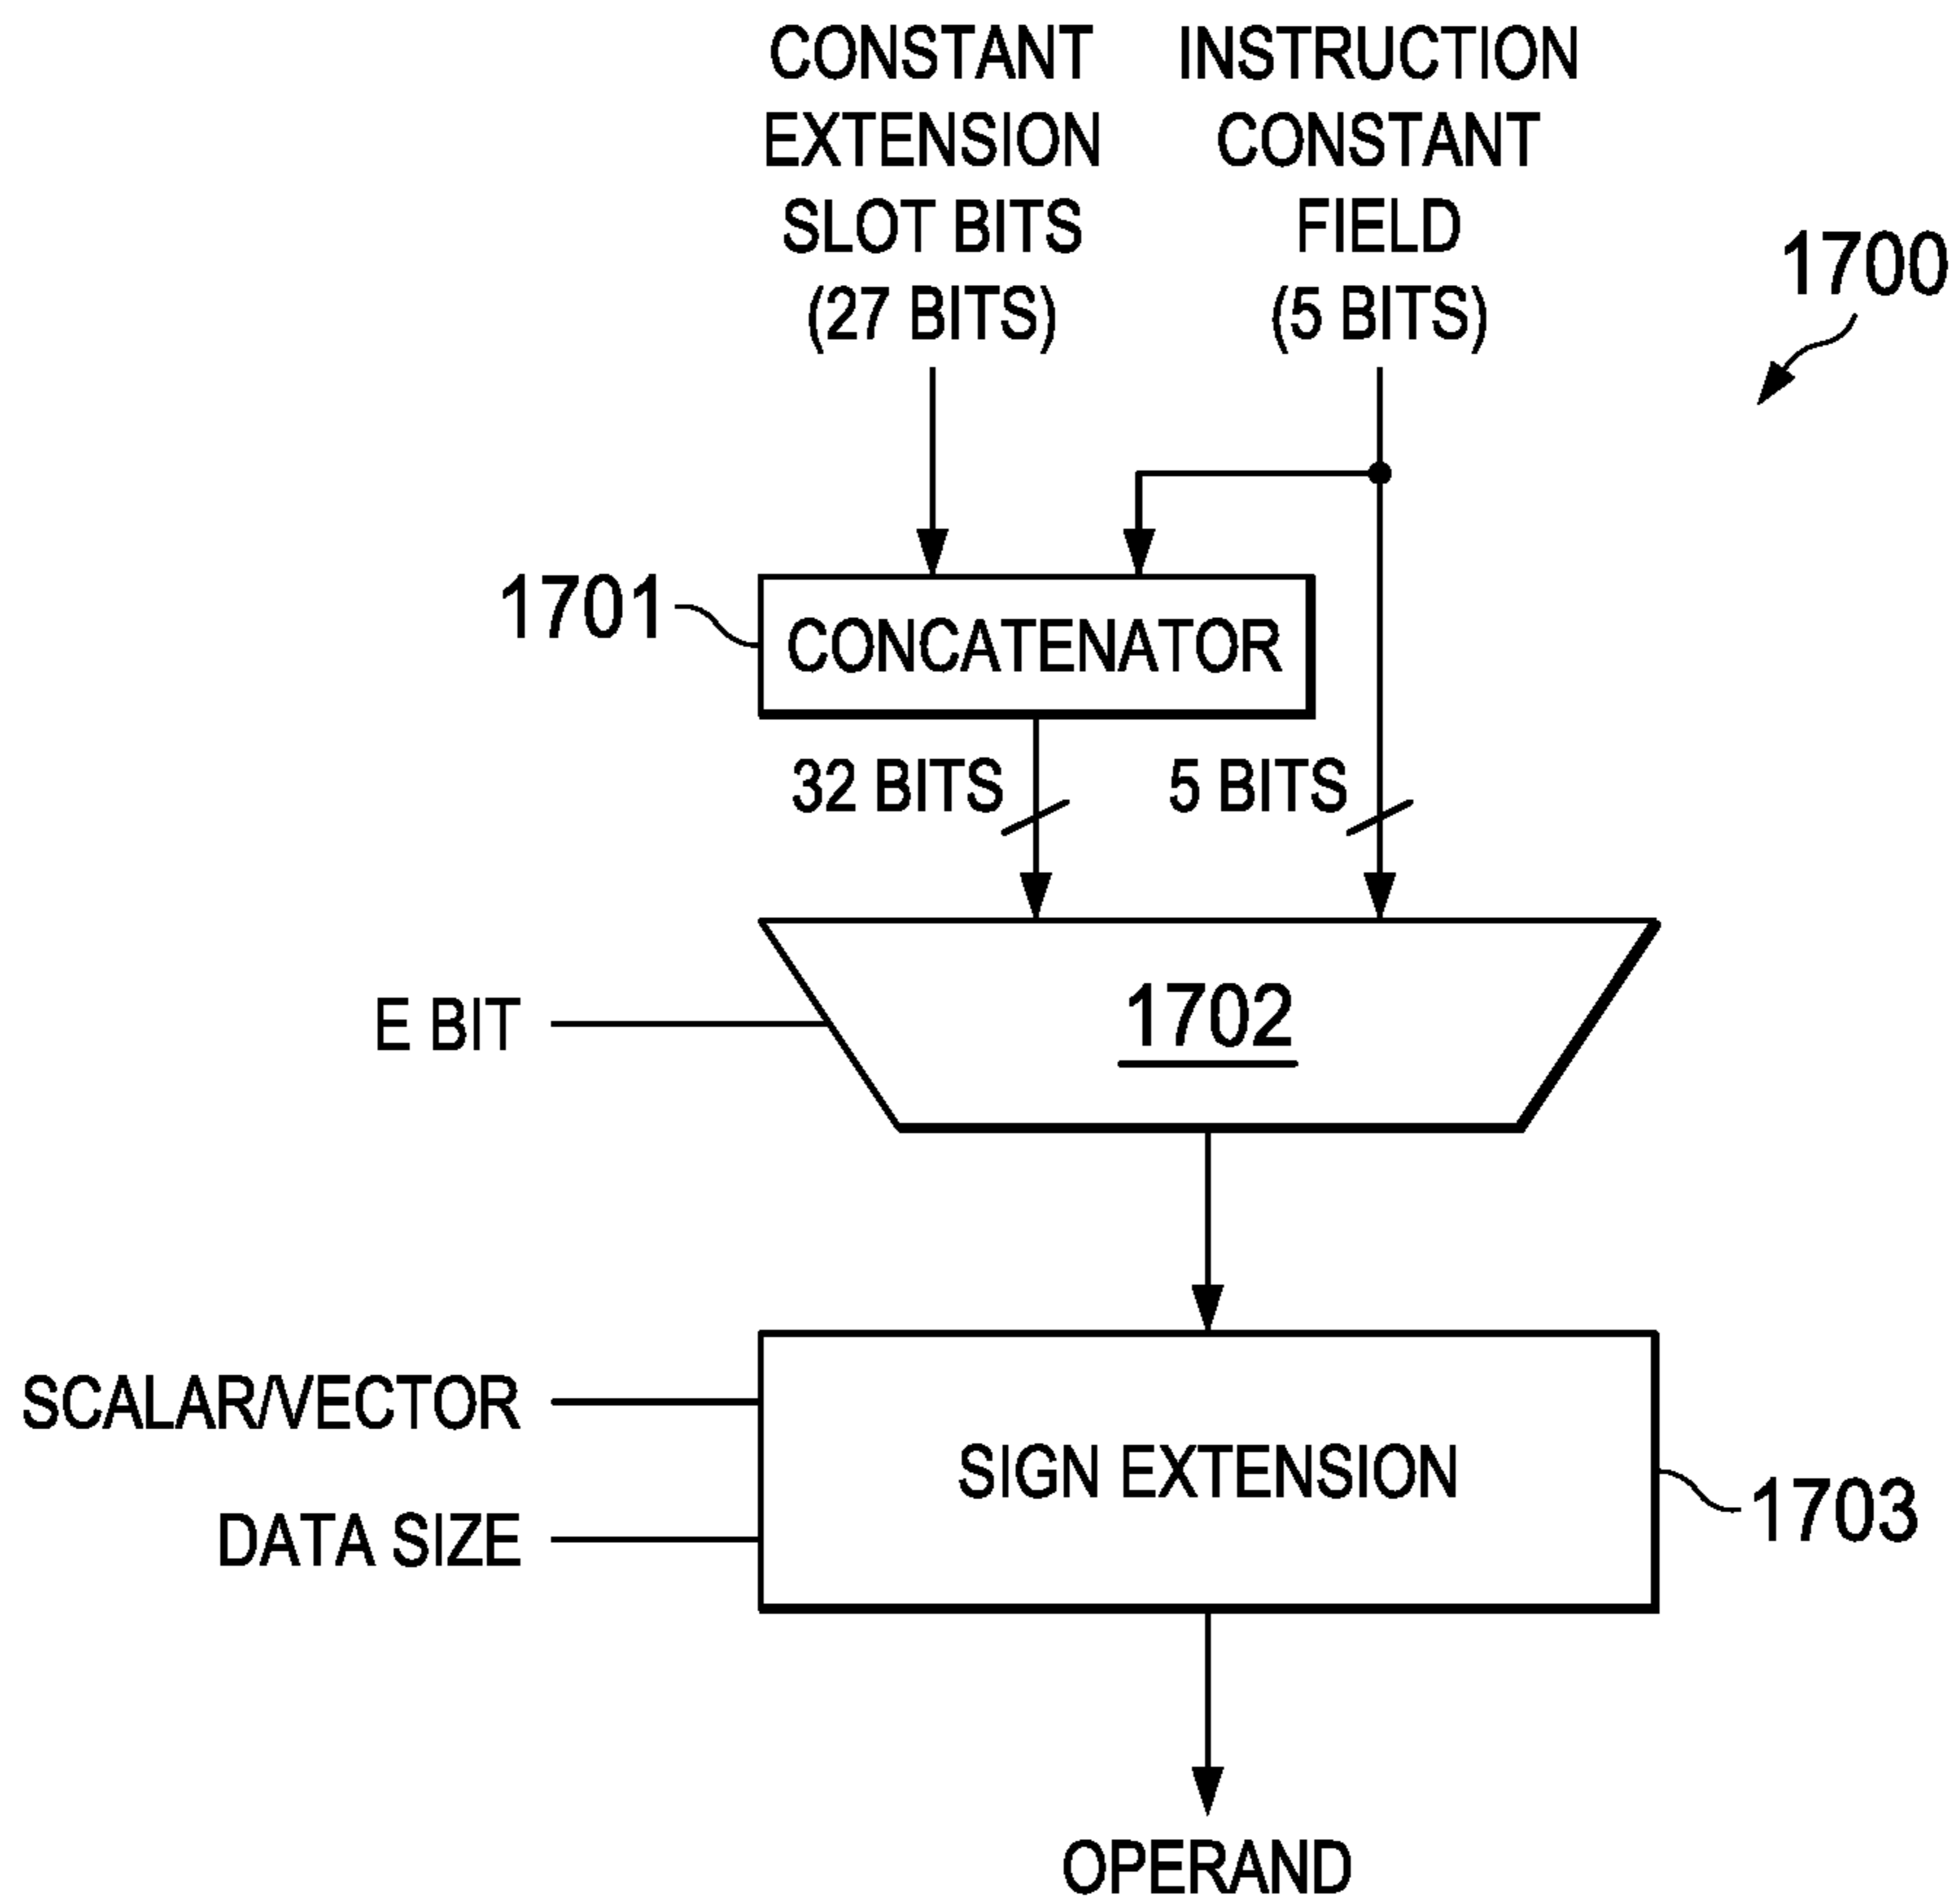 CONSTANT
EXTENSION
SLOT BITS
(27 BITS)
INSTRUCTION
CONSTANT
FIELD
(5 BITS)
1700
1701
CONCATENATOR
32 BITS
5 BITS
E BIT
1702
SCALAR/VECTOR
DATA SIZE
SIGN EXTENSION
1703
OPERAND